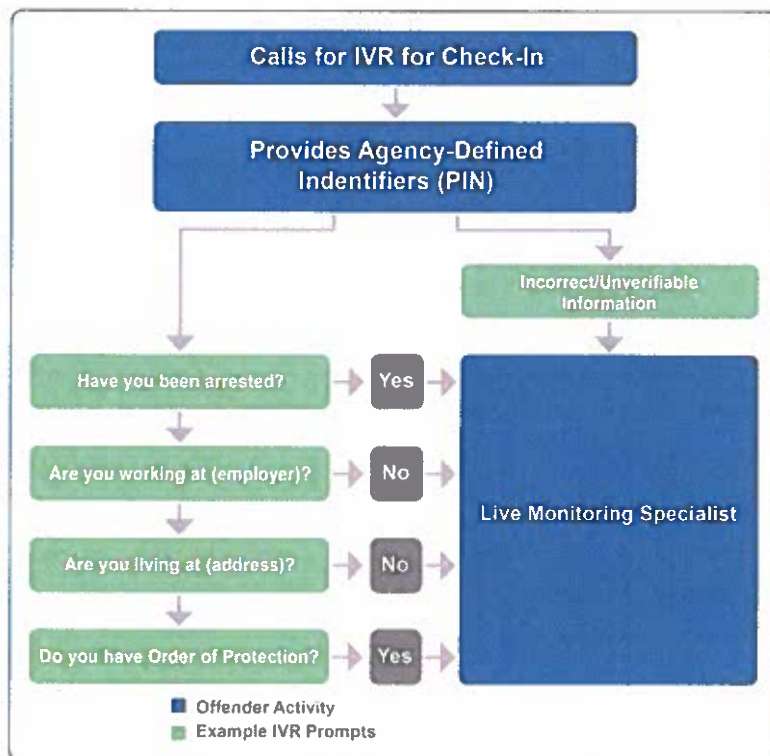 Calls for IVR for Check-In
Provides Agency-Defined
Indentifiers (PIN)
Incorrect/Unverifiable
Information
Have you been arrested?
Yes
Are you working at (employer)?
No
Live Monitoring Specialist
Are you living at (address)?
No
Do you have Order of Protection?
Yes
Offender Activity
Example IVR Prompts